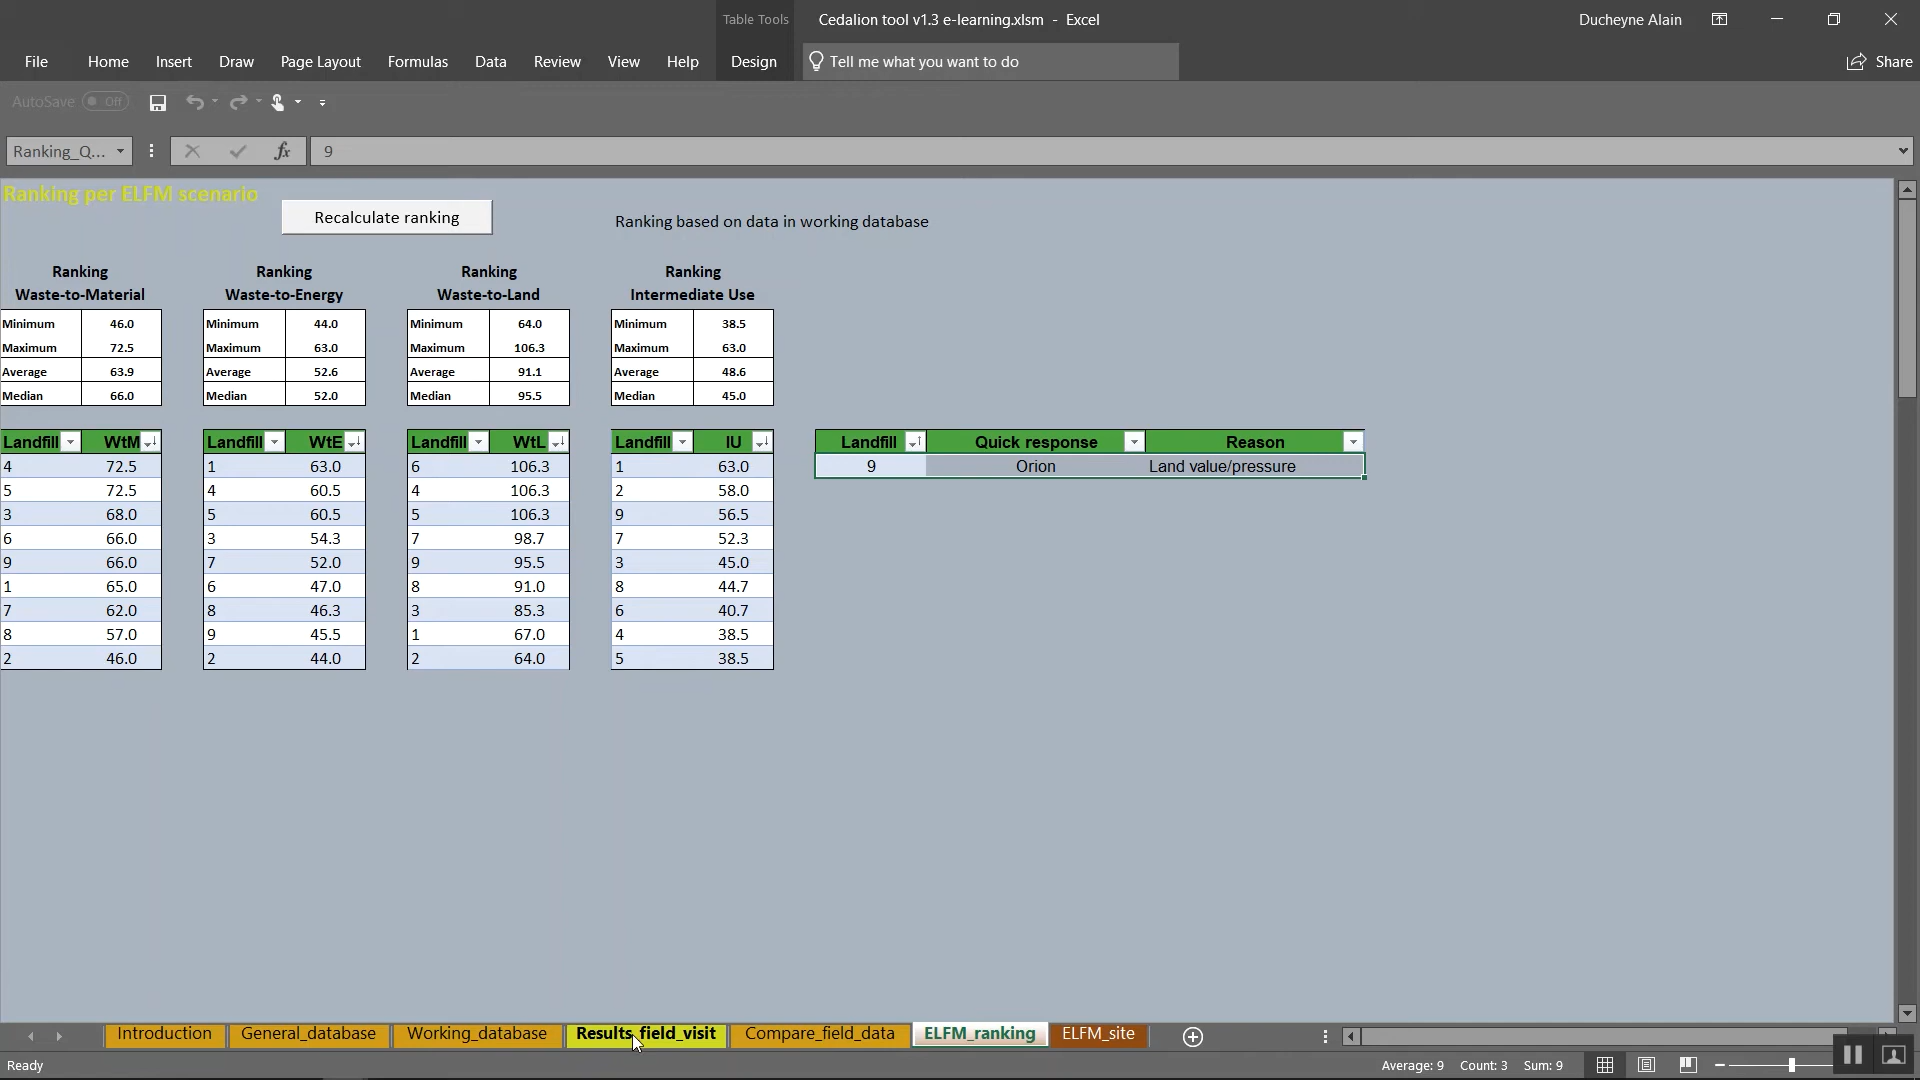 Table Tools
Cedalion tool v1.3 e-learning.xlsm - Excel
Ducheyne Alain
File Home Insert Draw Page Layout Formulas Data Review View Help Design Tell me what you want to do Share
AutoSave Off
Ranking_Q... fx 9
Ranking per ELFM scenario
Recalculate ranking
Ranking based on data in working database
Ranking Ranking Ranking Ranking
Waste-to-Material Waste-to-Energy Waste-to-Land Intermediate Use
Minimum 46.0 Minimum 44.0 Minimum 64.0 Minimum 38.5
Maximum 72.5 Maximum 63.0 Maximum 106.3 Maximum 63.0
Average 63.9 Average 52.6 Average 91.1 Average 48.6
Median 66.0 Median 52.0 Median 95.5 Median 45.0
Landfill WtM Landfill WtE Landfill WtL Landfill IU Landfill Quick response Reason
4 72.5 1 63.0 6 106.3 1 63.0 9 Orion Land value/pressure
5 72.5 4 60.5 4 106.3 2 58.0
3 68.0 5 60.5 5 106.3 9 56.5
6 66.0 3 54.3 7 98.7 7 52.3
9 66.0 7 52.0 9 95.5 3 45.0
1 65.0 6 47.0 8 91.0 8 44.7
7 62.0 8 46.3 3 85.3 6 40.7
8 57.0 9 45.5 1 67.0 4 38.5
2 46.0 2 44.0 2 64.0 5 38.5
Introduction General_database Working_database Results_field_visit Compare_field_data ELFM_ranking ELFM_site
Ready Average: 9 Count: 3 Sum: 9